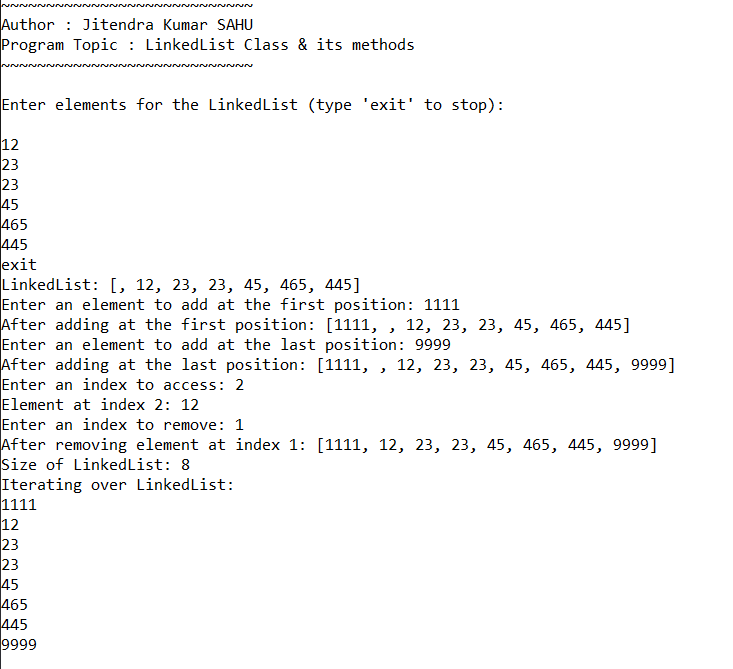 ~~~~~~~~~~~~~~~~~~~~~~~~~~~~
Author : Jitendra Kumar SAHU
Program Topic : LinkedList Class & its methods
~~~~~~~~~~~~~~~~~~~~~~~~~~~~
Enter elements for the LinkedList (type 'exit' to stop):
12
23
23
45
465
445
exit
LinkedList: [, 12, 23, 23, 45, 465, 445]
Enter an element to add at the first position: 1111
After adding at the first position: [1111, , 12, 23, 23, 45, 465, 445]
Enter an element to add at the last position: 9999
After adding at the last position: [1111, , 12, 23, 23, 45, 465, 445, 9999]
Enter an index to access: 2
Element at index 2: 12
Enter an index to remove: 1
After removing element at index 1: [1111, 12, 23, 23, 45, 465, 445, 9999]
Size of LinkedList: 8
Iterating over LinkedList:
1111
12
23
23
45
465
445
9999